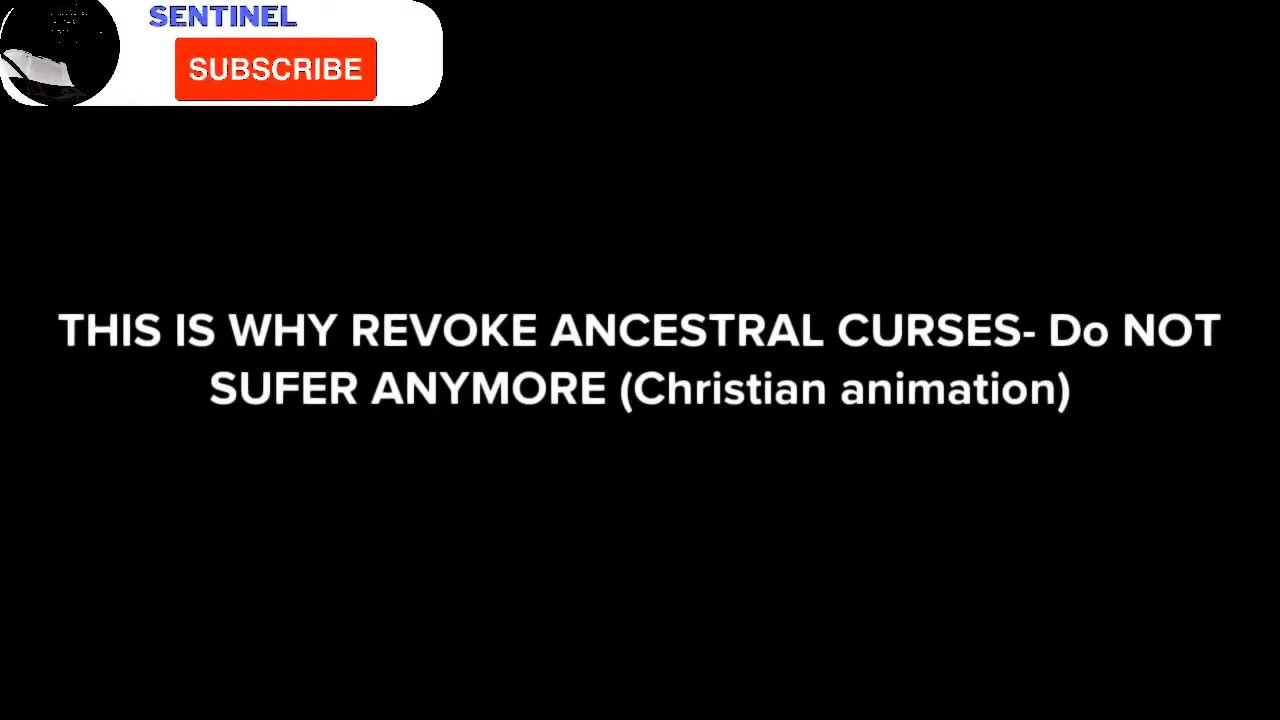 SENTINEL
SUBSCRIBE
THIS IS WHY REVOKE ANCESTRAL CURSES- Do NOT
SUFER ANYMORE (Christian animation)